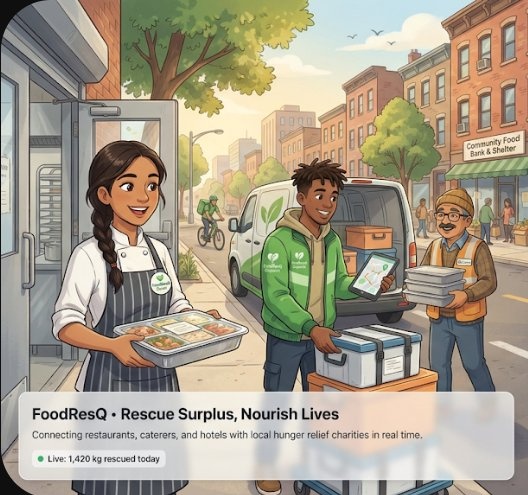 Community Food
Bank & Shelter
FoodResQ • Rescue Surplus, Nourish Lives
Connecting restaurants, caterers, and hotels with local hunger relief charities in real time.
Live: 1,420 kg rescued today